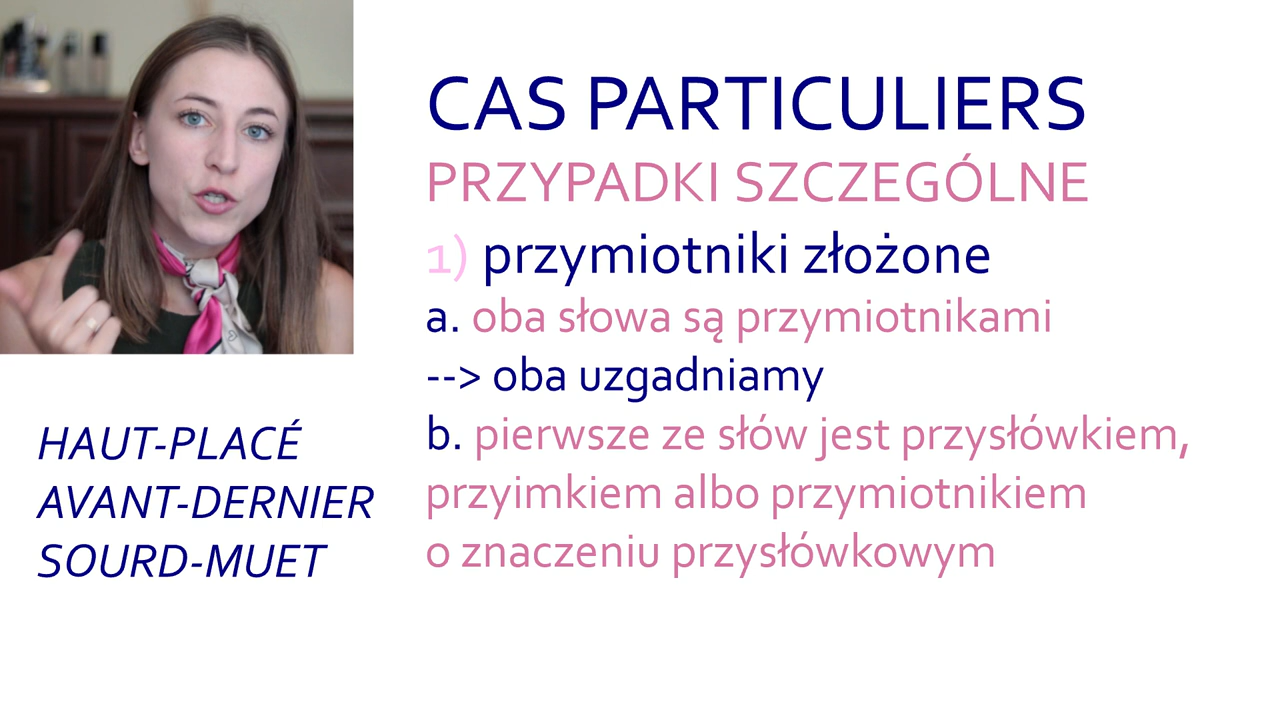 CAS PARTICULIERS
PRZYPADKI SZCZEGÓLNE
1) przymiotniki złożone
a. oba słowa są przymiotnikami
--> oba uzgadniamy
b. pierwsze ze słów jest przysłówkiem,
przyimkiem albo przymiotnikiem
o znaczeniu przysłówkowym
HAUT-PLACÉ
AVANT-DERNIER
SOURD-MUET